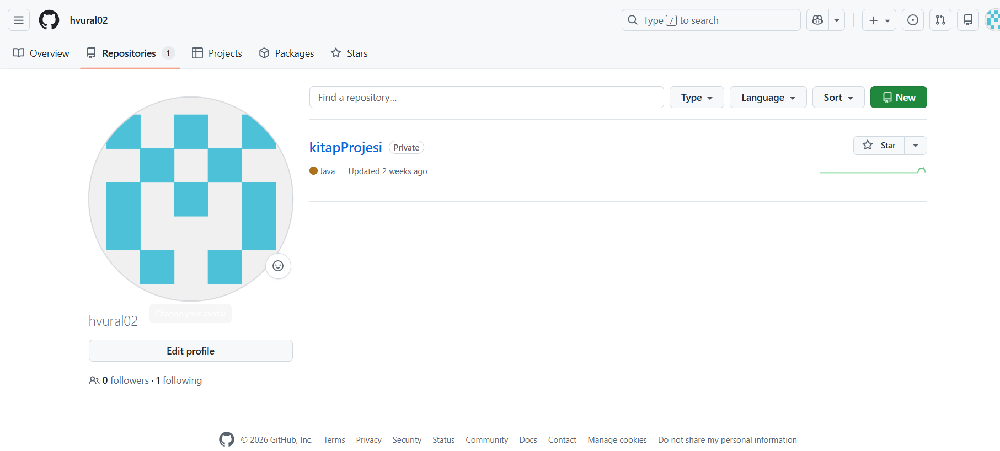 hvural02
Type / to search
Overview
Repositories 1
Projects
Packages
Stars
Find a repository...
Type
Language
Sort
New
kitapProjesi
Private
Star
Java
Updated 2 weeks ago
Change your avatar
hvural02
Edit profile
0 followers · 1 following
© 2026 GitHub, Inc.
Terms
Privacy
Security
Status
Community
Docs
Contact
Manage cookies
Do not share my personal information